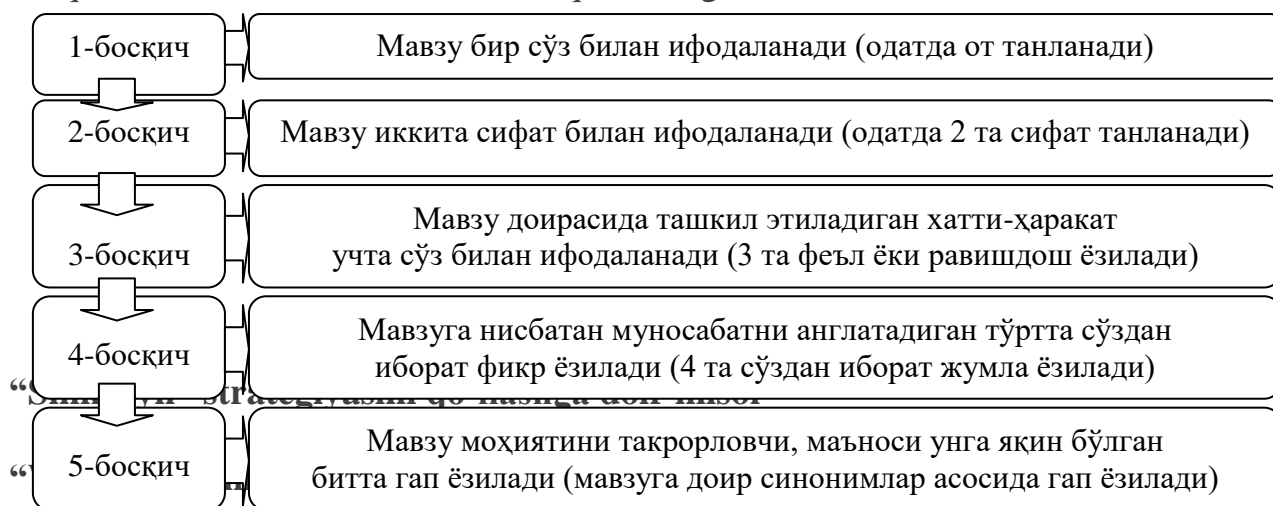 1-босқич
Мавзу бир сўз билан ифодаланади (одатда от танланади)
2-босқич
Мавзу иккита сифат билан ифодаланади (одатда 2 та сифат танланади)
3-босқич
Мавзу доирасида ташкил этиладиган хатти-ҳаракат
учта сўз билан ифодаланади (3 та феъл ёки равишдош ёзилади)
4-босқич
Мавзуга нисбатан муносабатни англатадиган тўртта сўздан
иборат фикр ёзилади (4 та сўздан иборат жумла ёзилади)
5-босқич
Мавзу моҳиятини такрорловчи, маъноси унга яқин бўлган
битта гап ёзилади (мавзуга доир синонимлар асосида гап ёзилади)